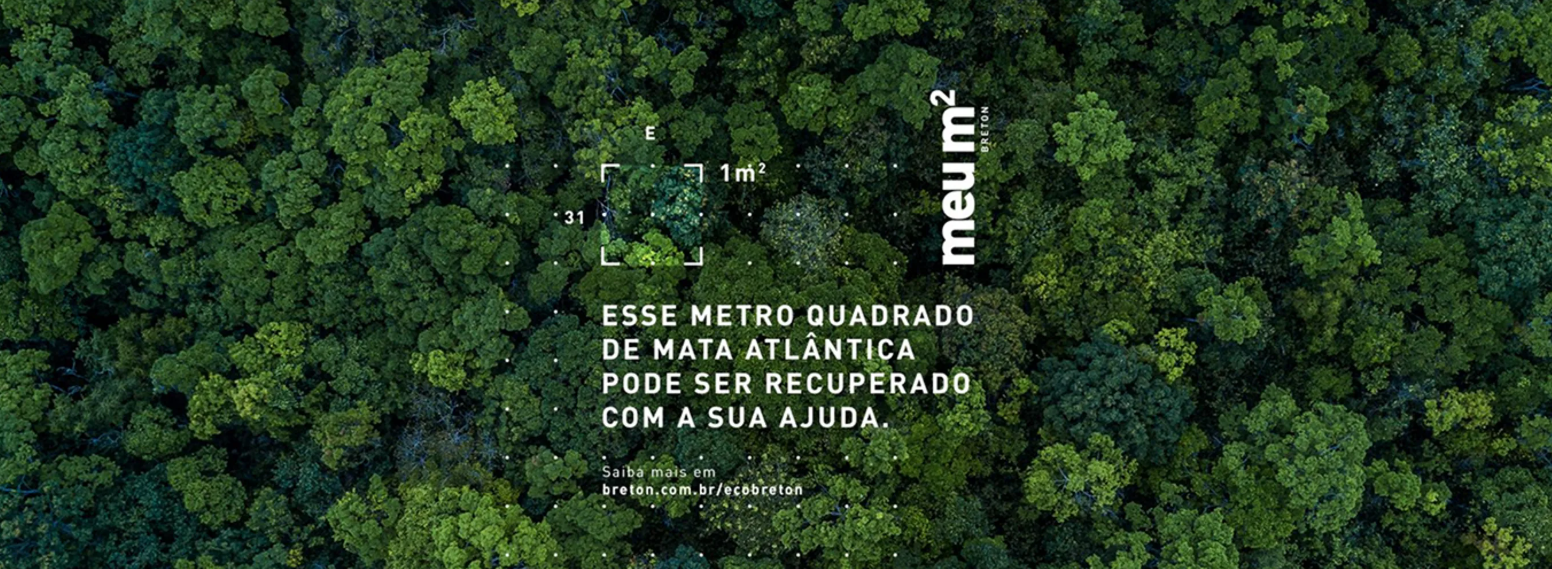 E
1m²
31
meu m²
BRETON
ESSE METRO QUADRADO
DE MATA ATLÂNTICA
PODE SER RECUPERADO
COM A SUA AJUDA.
Saiba mais em
breton.com.br/ecobreton